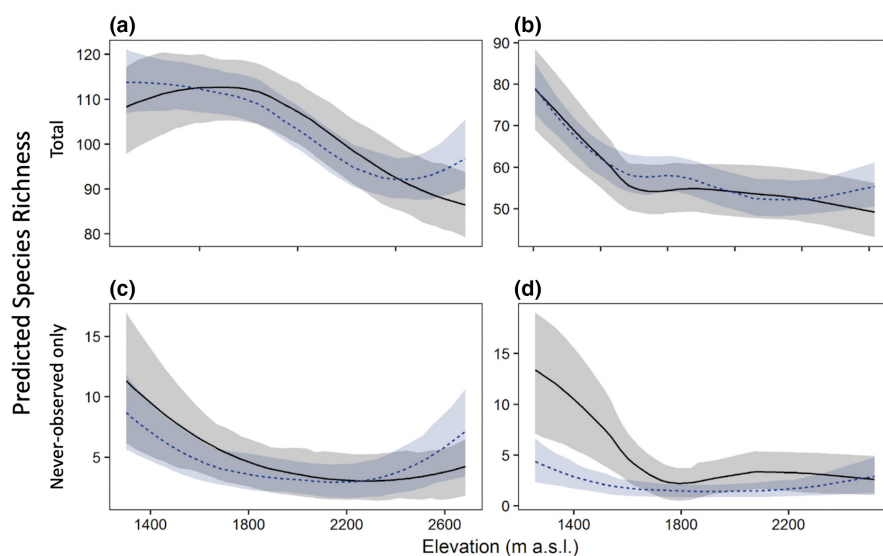 (a)
(b)
Predicted Species Richness
Total
120
110
100
90
80
90
80
70
60
50
(c)
(d)
Never-observed only
15
10
5
15
10
5
0
1400 1800 2200 2600
1400 1800 2200
Elevation (m a.s.l.)